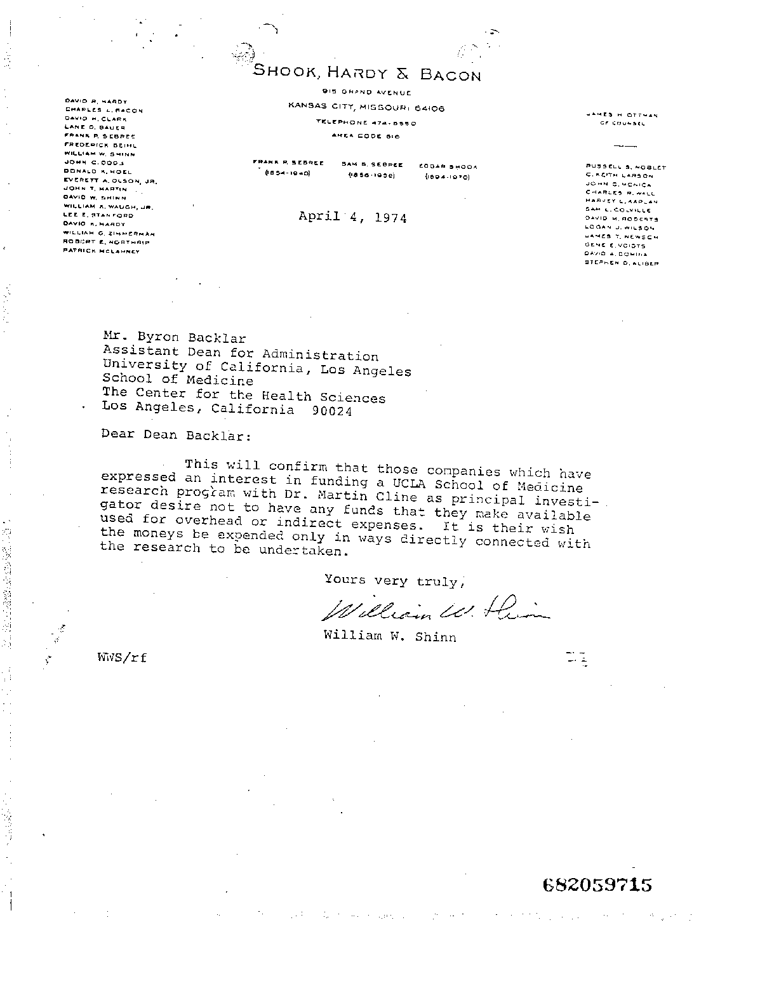 SHOOK, HARDY & BACON
915 GRAND AVENUE
KANSAS CITY, MISSOURI 64106
TELEPHONE 474-6550
AREA CODE 816
DAVID R. HARDY
CHARLES L. BACON
DAVID H. CLARK
LANE D. BAUER
FRANK P. SEBREE
FREDERICK BEIHL
WILLIAM W. SHINN
JOHN C. DODS
DONALD K. HOEL
EVERETT A. OLSON, JR.
JOHN T. MARTIN
DAVID W. SHINN
WILLIAM A. WAUGH, JR.
LEE E. STANFORD
DAVID K. HARDY
WILLIAM G. ZIMMERMAN
ROBERT E. NORTHRIP
PATRICK MCLARNEY
FRANK P. SEBREE SAM B. SEBREE EDGAR SHOOK
(1854-1940) (1894-1970)
JAMES H. OTTMAN
OF COUNSEL
RUSSELL S. NOBLET
C. KEITH LARSON
JOHN S. MONICA
CHARLES R. WALL
HARVEY L. KAPLAN
SAM L. COLVILLE
DAVID M. ROBERTS
LOGAN J. WILSON
JAMES T. NEWSOM
GENE E. VOIGTS
DAVID A. DOMINA
STEPHEN D. ALIBER
April 4, 1974
Mr. Byron Backlar
Assistant Dean for Administration
University of California, Los Angeles
School of Medicine
The Center for the Health Sciences
Los Angeles, California 90024
Dear Dean Backlar:
This will confirm that those companies which have
expressed an interest in funding a UCLA School of Medicine
research program with Dr. Martin Cline as principal investi-
gator desire not to have any funds that they make available
used for overhead or indirect expenses. It is their wish
the moneys be expended only in ways directly connected with
the research to be undertaken.
Yours very truly,
William W. Shinn
William W. Shinn
WWS/rf
682059715